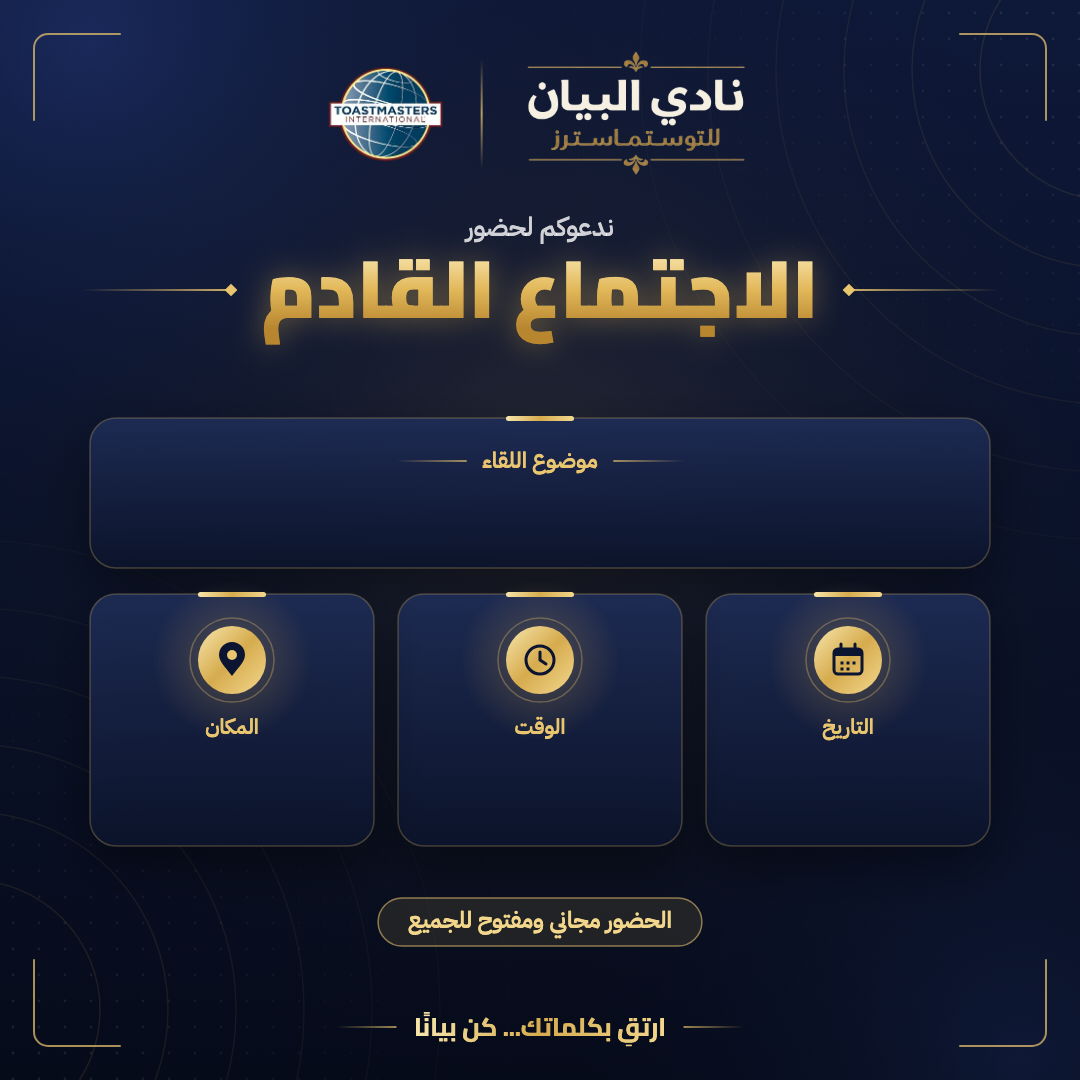 نادي البيان
للتوستماسترز
TOASTMASTERS
INTERNATIONAL
ندعوكم لحضور
الاجتماع القادم
موضوع اللقاء
التاريخ
الوقت
المكان
الحضور مجاني ومفتوح للجميع
ارتقِ بكلماتك... كن بيانًا